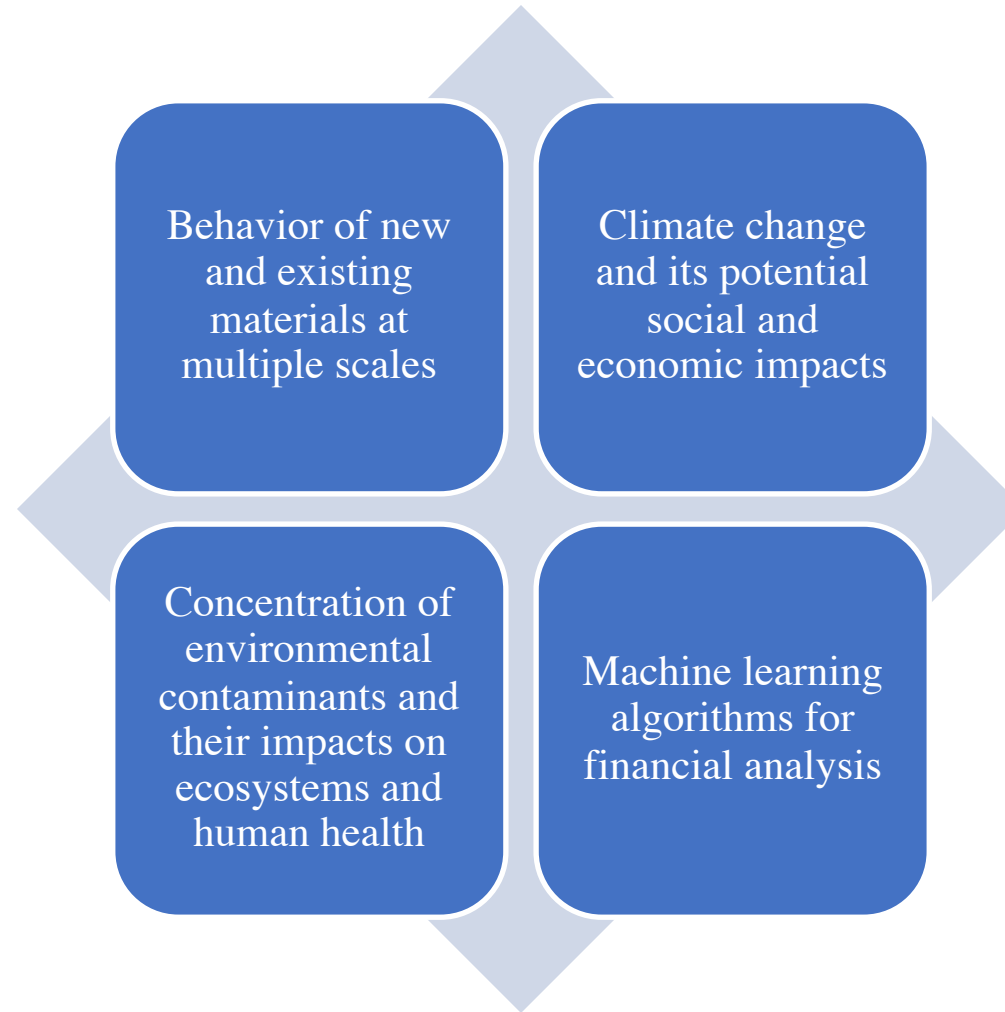 Behavior of new
and existing
materials at
multiple scales
Climate change
and its potential
social and
economic impacts
Concentration of
environmental
contaminants and
their impacts on
ecosystems and
human health
Machine learning
algorithms for
financial analysis